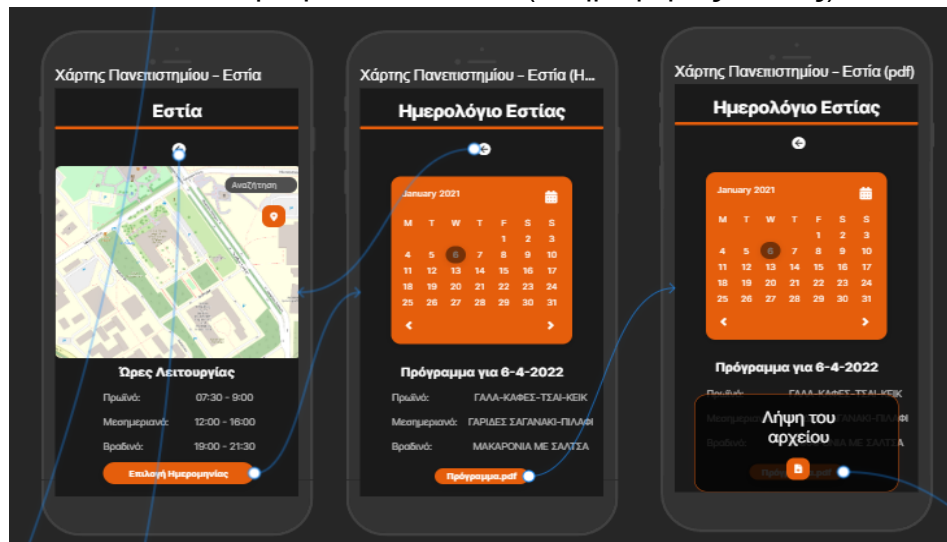 Χάρτης Πανεπιστημίου – Εστία
Εστία
Αναζήτηση
Ώρες Λειτουργίας
Πρωϊνό: 07:30 - 9:00
Μεσημεριανό: 12:00 - 16:00
Βραδινό: 19:00 - 21:30
Επιλογή Ημερομηνίας
Χάρτης Πανεπιστημίου – Εστία (Η...
Ημερολόγιο Εστίας
January 2021
M T W T F S S
1 2 3
4 5 6 7 8 9 10
11 12 13 14 15 16 17
18 19 20 21 22 23 24
25 26 27 28 29 30 31
Πρόγραμμα για 6-4-2022
Πρωϊνό: ΓΑΛΑ-ΚΑΦΕΣ-ΤΣΑΙ-ΚΕΙΚ
Μεσημεριανό: ΓΑΡΙΔΕΣ ΣΑΓΑΝΑΚΙ-ΠΙΛΑΦΙ
Βραδινό: ΜΑΚΑΡΟΝΙΑ ΜΕ ΣΑΛΤΣΑ
Πρόγραμμα.pdf
Χάρτης Πανεπιστημίου – Εστία (pdf)
Ημερολόγιο Εστίας
January 2021
M T W T F S S
1 2 3
4 5 6 7 8 9 10
11 12 13 14 15 16 17
18 19 20 21 22 23 24
25 26 27 28 29 30 31
Πρόγραμμα για 6-4-2022
Πρωϊνό: ΓΑΛΑ-ΚΑΦΕΣ-ΤΣΑΙ-ΚΕΙΚ
Λήψη του
αρχείου